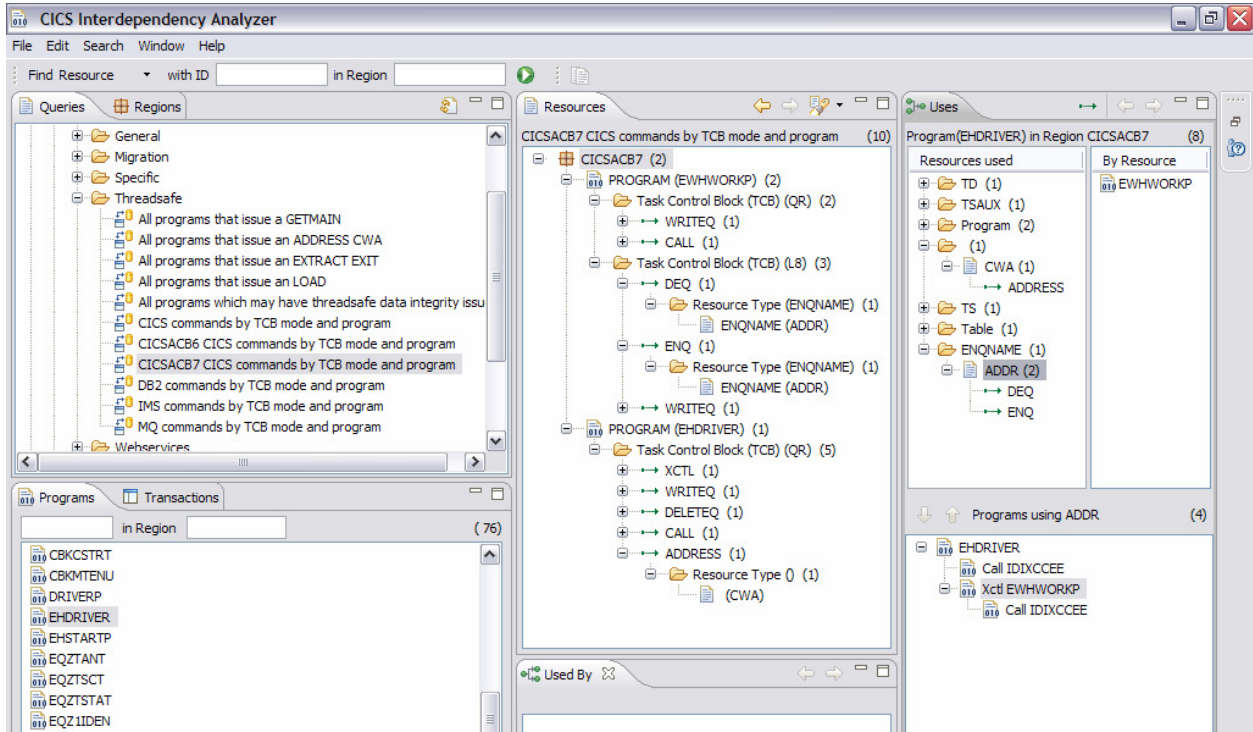 CICS Interdependency Analyzer
File Edit Search Window Help
Find Resource with ID in Region
Queries Regions
General
Migration
Specific
Threadsafe
All programs that issue a GETMAIN
All programs that issue an ADDRESS CWA
All programs that issue an EXTRACT EXIT
All programs that issue an LOAD
All programs which may have threadsafe data integrity issu
CICS commands by TCB mode and program
CICSACB6 CICS commands by TCB mode and program
CICSACB7 CICS commands by TCB mode and program
DB2 commands by TCB mode and program
IMS commands by TCB mode and program
MQ commands by TCB mode and program
Webservices
Programs Transactions
in Region (76)
CBKCSTRT
CBKMTENU
DRIVERP
EHDRIVER
EHSTARTP
EQZTANT
EQZTSCT
EQZTSTAT
EQZ1IDEN
Resources
CICSACB7 CICS commands by TCB mode and program (10)
CICSACB7 (2)
PROGRAM (EWHWORKP) (2)
Task Control Block (TCB) (QR) (2)
WRITEQ (1)
CALL (1)
Task Control Block (TCB) (L8) (3)
DEQ (1)
Resource Type (ENQNAME) (1)
ENQNAME (ADDR)
ENQ (1)
Resource Type (ENQNAME) (1)
ENQNAME (ADDR)
WRITEQ (1)
PROGRAM (EHDRIVER) (1)
Task Control Block (TCB) (QR) (5)
XCTL (1)
WRITEQ (1)
DELETEQ (1)
CALL (1)
ADDRESS (1)
Resource Type () (1)
(CWA)
Used By
Uses
Program(EHDRIVER) in Region CICSACB7 (8)
Resources used By Resource
TD (1) EWHWORKP
TSAUX (1)
Program (2)
(1)
CWA (1)
ADDRESS
TS (1)
Table (1)
ENQNAME (1)
ADDR (2)
DEQ
ENQ
Programs using ADDR (4)
EHDRIVER
Call IDIXCCEE
Xctl EWHWORKP
Call IDIXCCEE